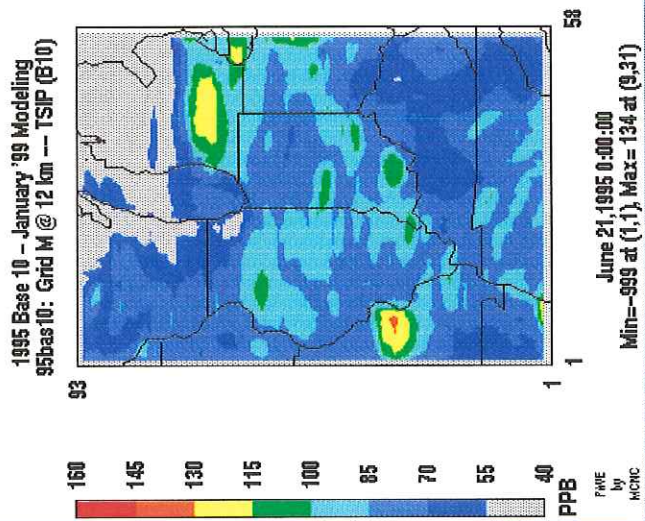 1995 Base 10 – January '99 Modeling
95bas10: Grid M @ 12 km --- TSIP (B10)
160
145
130
115
100
85
70
55
40
PPB
PAVE
by
MCNC
93
1
1
58
June 21,1995 0:00:00
Min=-999 at (1,1), Max= 134 at (9,31)